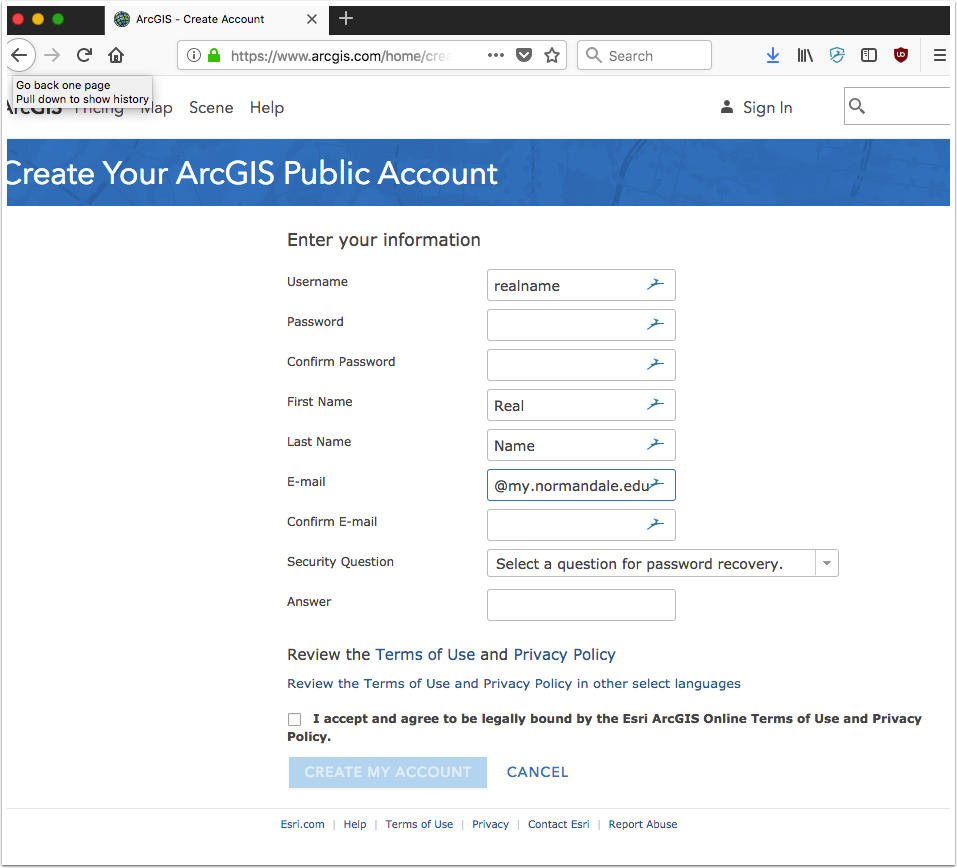 ArcGIS - Create Account
https://www.arcgis.com/home/crea
Search
Go back one page
Pull down to show history
ArcGIS Pricing Map Scene Help Sign In
Create Your ArcGIS Public Account
Enter your information
Username realname
Password
Confirm Password
First Name Real
Last Name Name
E-mail @my.normandale.edu
Confirm E-mail
Security Question Select a question for password recovery.
Answer
Review the Terms of Use and Privacy Policy
Review the Terms of Use and Privacy Policy in other select languages
I accept and agree to be legally bound by the Esri ArcGIS Online Terms of Use and Privacy
Policy.
CREATE MY ACCOUNT CANCEL
Esri.com | Help | Terms of Use | Privacy | Contact Esri | Report Abuse